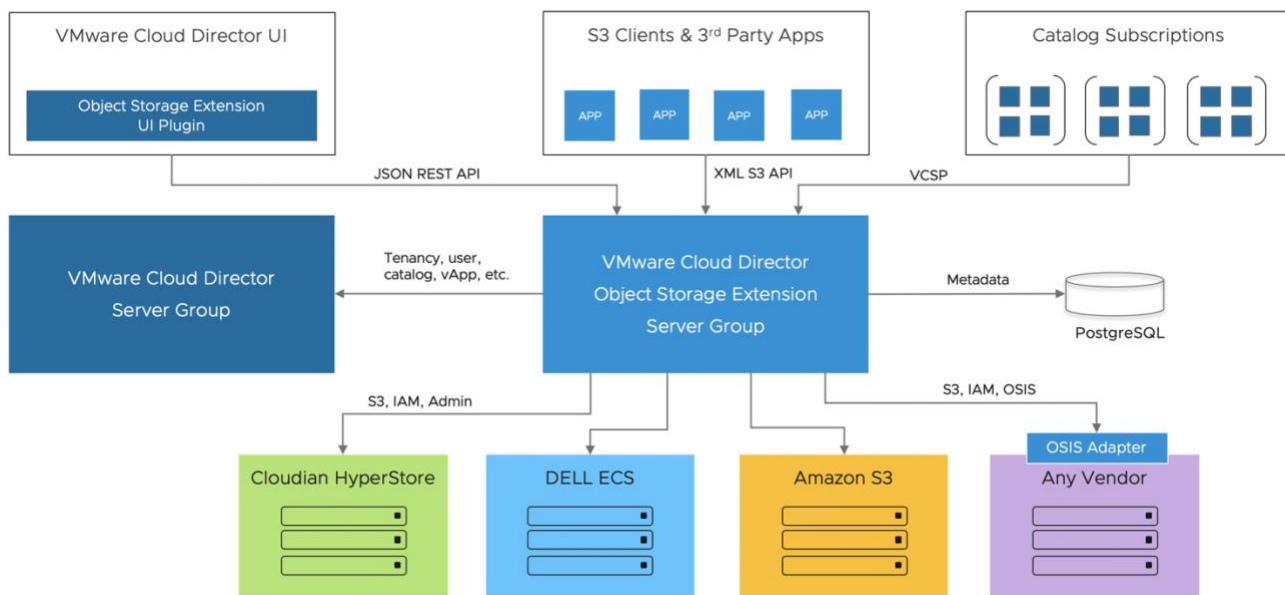 VMware Cloud Director UI
Object Storage Extension
UI Plugin
S3 Clients & 3rd Party Apps
APP
APP
APP
APP
Catalog Subscriptions
JSON REST API
XML S3 API
VCSP
VMware Cloud Director
Server Group
Tenancy, user,
catalog, vApp, etc.
VMware Cloud Director
Object Storage Extension
Server Group
Metadata
PostgreSQL
S3, IAM, Admin
S3, IAM, OSIS
OSIS Adapter
Cloudian HyperStore
DELL ECS
Amazon S3
Any Vendor